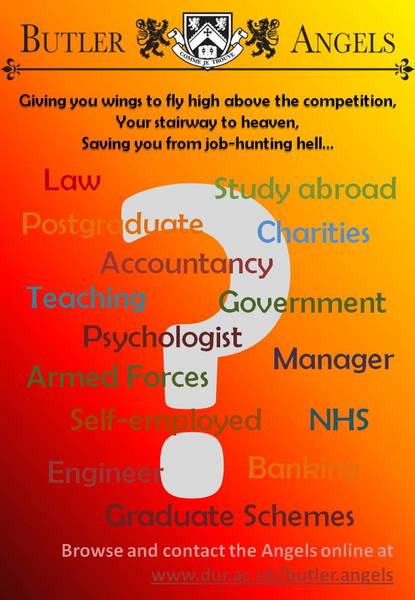 BUTLER ANGELS
COMME JE TROUVE
Giving you wings to fly high above the competition,
Your stairway to heaven,
Saving you from job-hunting hell...
Law
Study abroad
Postgraduate
Charities
Accountancy
Teaching
Government
Psychologist
Manager
Armed Forces
Self-employed
NHS
Engineer
Banking
Graduate Schemes
Browse and contact the Angels online at
www.dur.ac.uk/butler.angels
?